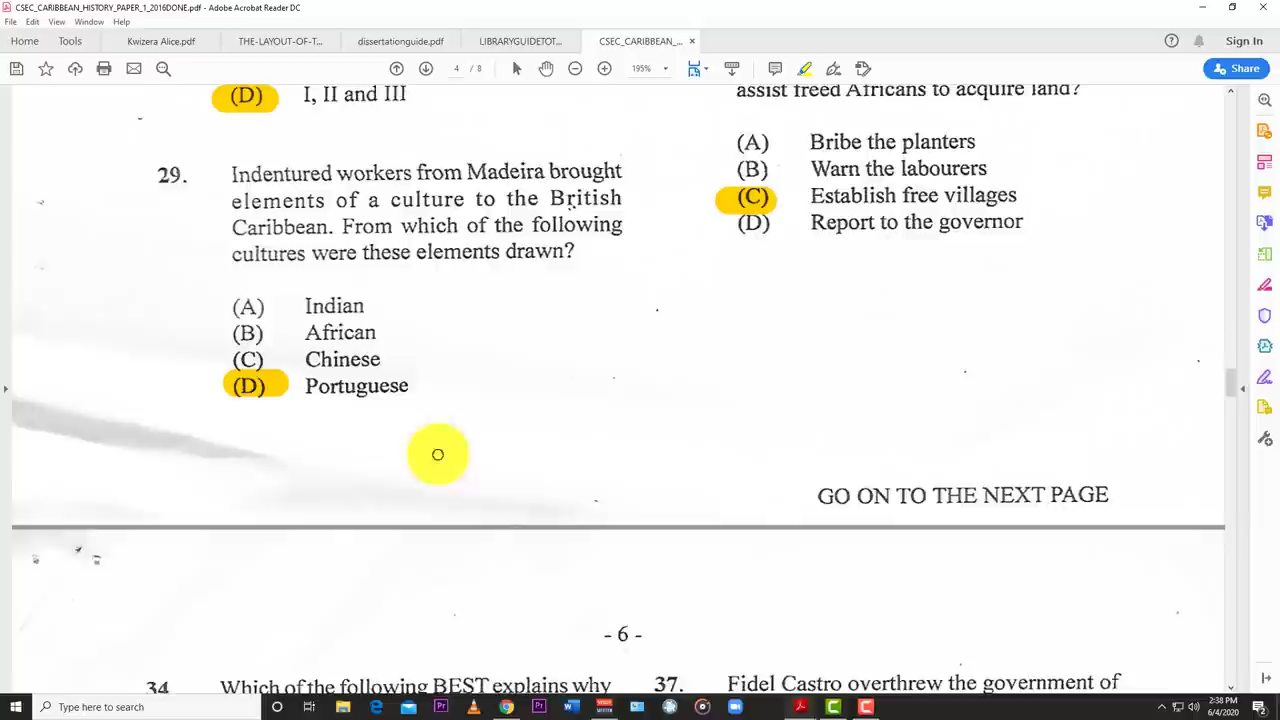 CSEC_CARIBBEAN_HISTORY_PAPER_1_2016DONE.pdf - Adobe Acrobat Reader DC
File Edit View Window Help
Home Tools Kwizera Alice.pdf THE-LAYOUT-OF-T... dissertationguide.pdf LIBRARYGUIDETOT... CSEC_CARIBBEAN_... × Sign In
4 / 8 195% Share
(D) I, II and III
29. Indentured workers from Madeira brought
elements of a culture to the British
Caribbean. From which of the following
cultures were these elements drawn?
(A) Indian
(B) African
(C) Chinese
(D) Portuguese
assist freed Africans to acquire land?
(A) Bribe the planters
(B) Warn the labourers
(C) Establish free villages
(D) Report to the governor
GO ON TO THE NEXT PAGE
- 6 -
34. Which of the following BEST explains why
37. Fidel Castro overthrew the government of
Type here to search
2:38 PM
6/4/2020